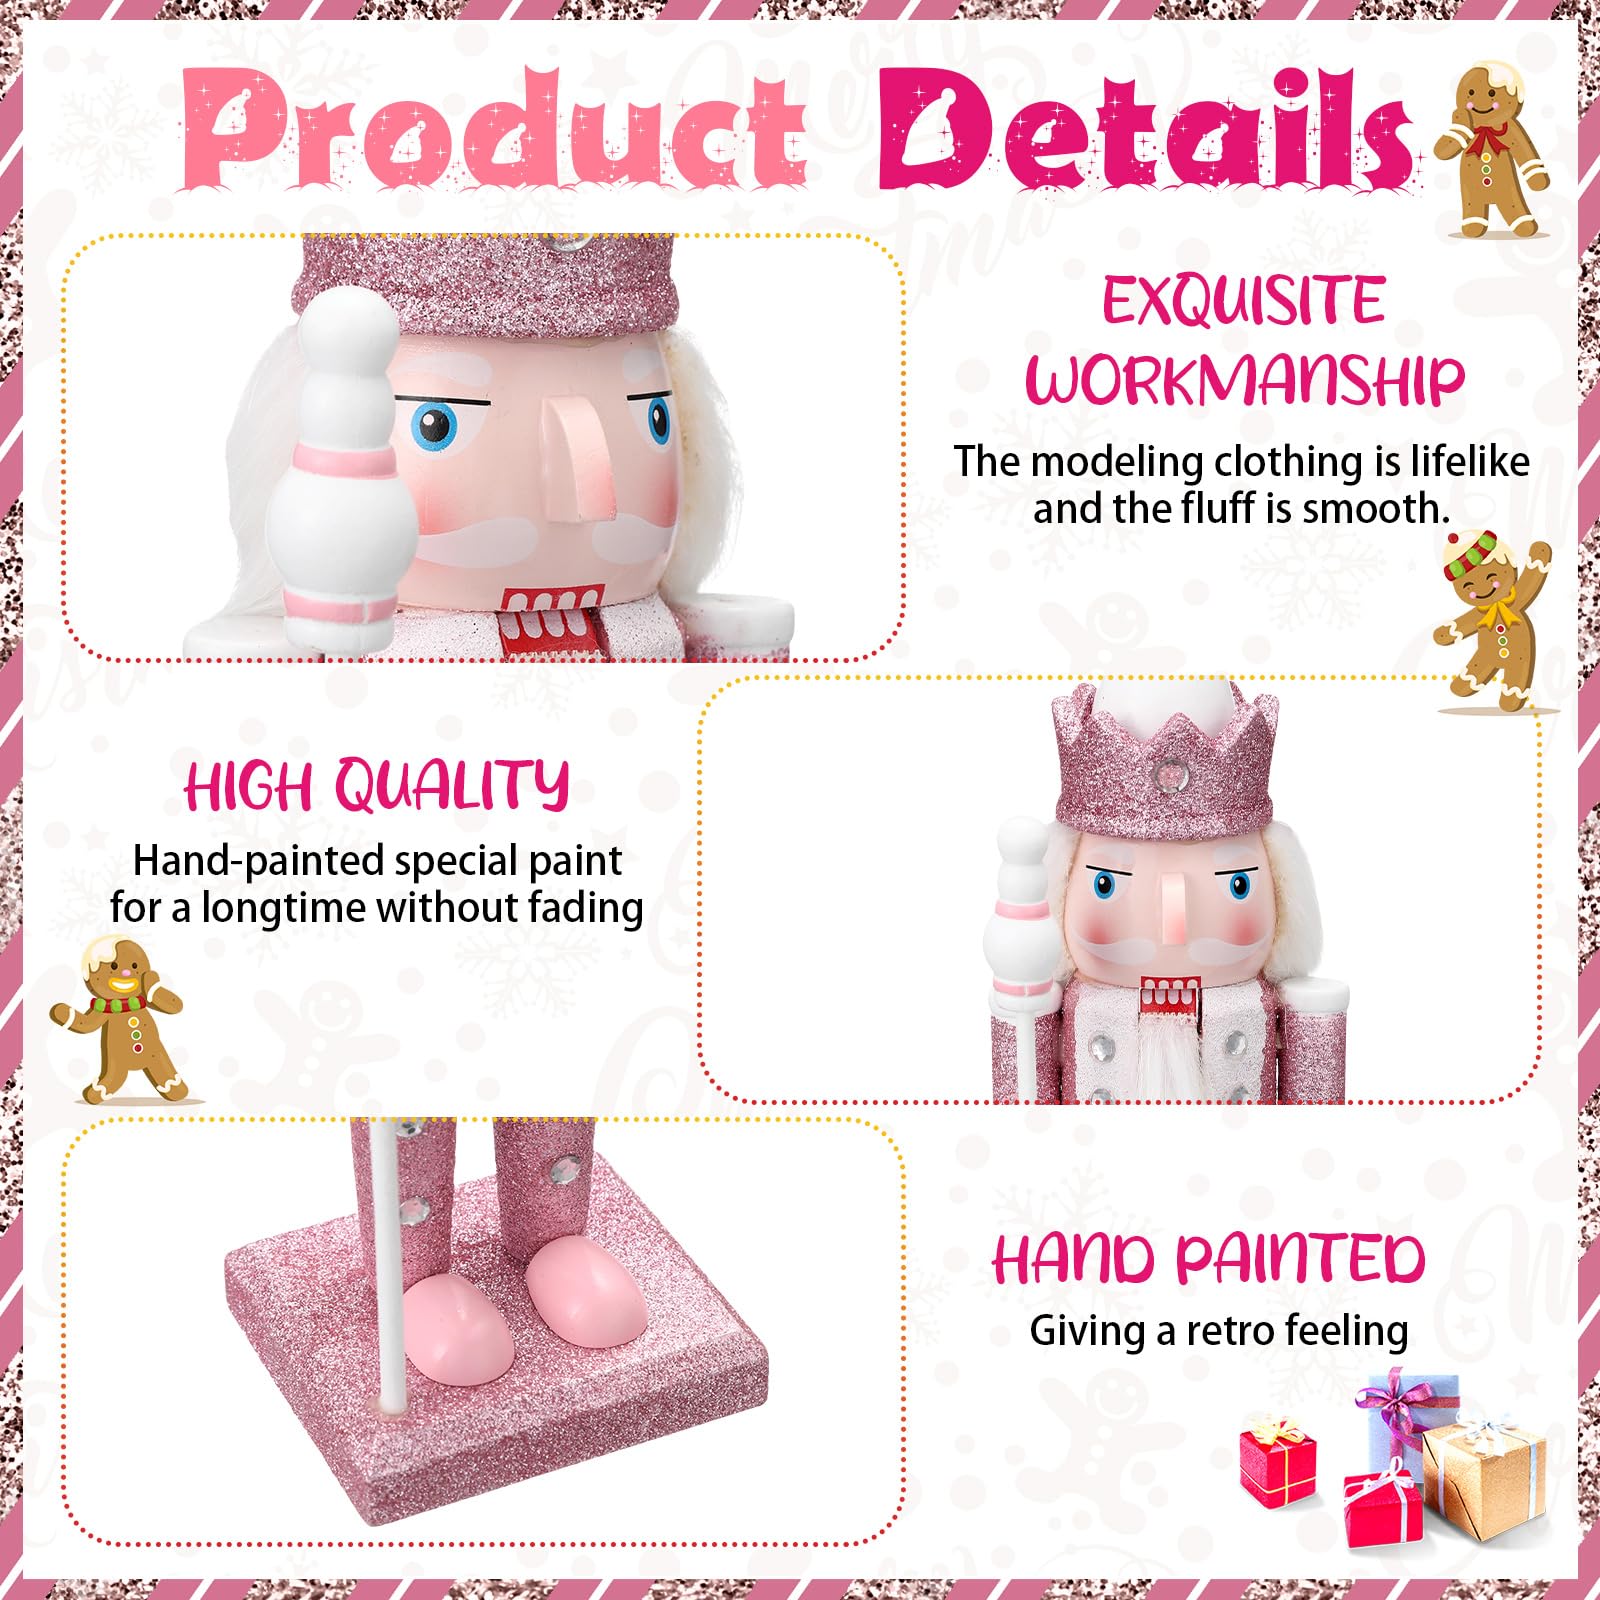 Product Details
EXQUISITE
WORKMANSHIP
The modeling clothing is lifelike
and the fluff is smooth.
HIGH QUALITY
Hand-painted special paint
for a longtime without fading
HAND PAINTED
Giving a retro feeling